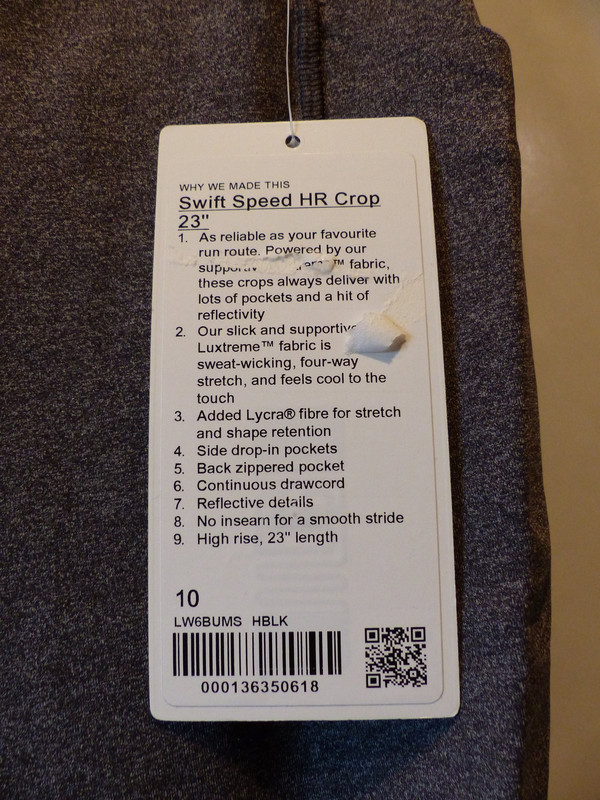 WHY WE MADE THIS
Swift Speed HR Crop
23"
1. As reliable as your favourite
run route. Powered by our
fabric,
these crops always deliver with
lots of pockets and a hit of
reflectivity
2. Our slick and supportive
Luxtreme™ fabric is
sweat-wicking, four-way
stretch, and feels cool to the
touch
3. Added Lycra® fibre for stretch
and shape retention
4. Side drop-in pockets
5. Back zippered pocket
6. Continuous drawcord
7. Reflective details
8. No inseam for a smooth stride
9. High rise, 23" length
10
LW6BUMS HBLK
000136350618